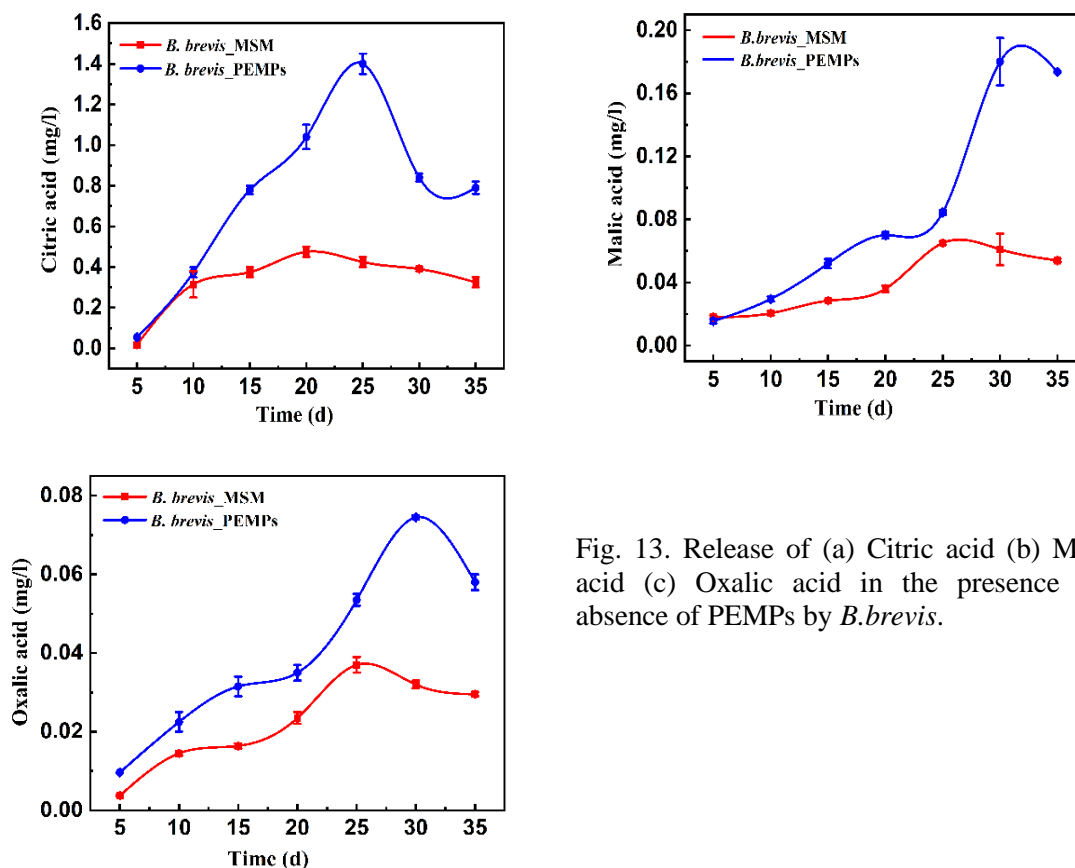 B. brevis_MSM
B. brevis_PEMPs
Citric acid (mg/l)
1.6
1.4
1.2
1.0
0.8
0.6
0.4
0.2
0.0
5 10 15 20 25 30 35
Time (d)
B.brevis_MSM
B.brevis_PEMPs
Malic acid (mg/l)
0.20
0.16
0.12
0.08
0.04
0.00
5 10 15 20 25 30 35
Time (d)
B. brevis_MSM
B. brevis_PEMPs
Oxalic acid (mg/l)
0.08
0.06
0.04
0.02
0.00
5 10 15 20 25 30 35
Time (d)
Fig. 13. Release of (a) Citric acid (b) M
acid (c) Oxalic acid in the presence
absence of PEMPs by B.brevis.